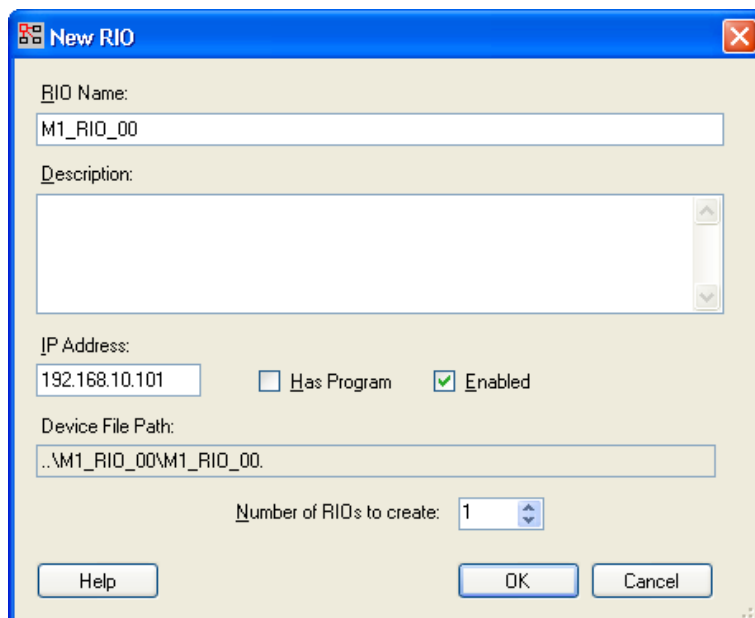 New RIO
RIO Name:
M1_RIO_00
Description:
IP Address:
192.168.10.101 Has Program Enabled
Device File Path:
..\M1_RIO_00\M1_RIO_00.
Number of RIOs to create: 1
Help OK Cancel